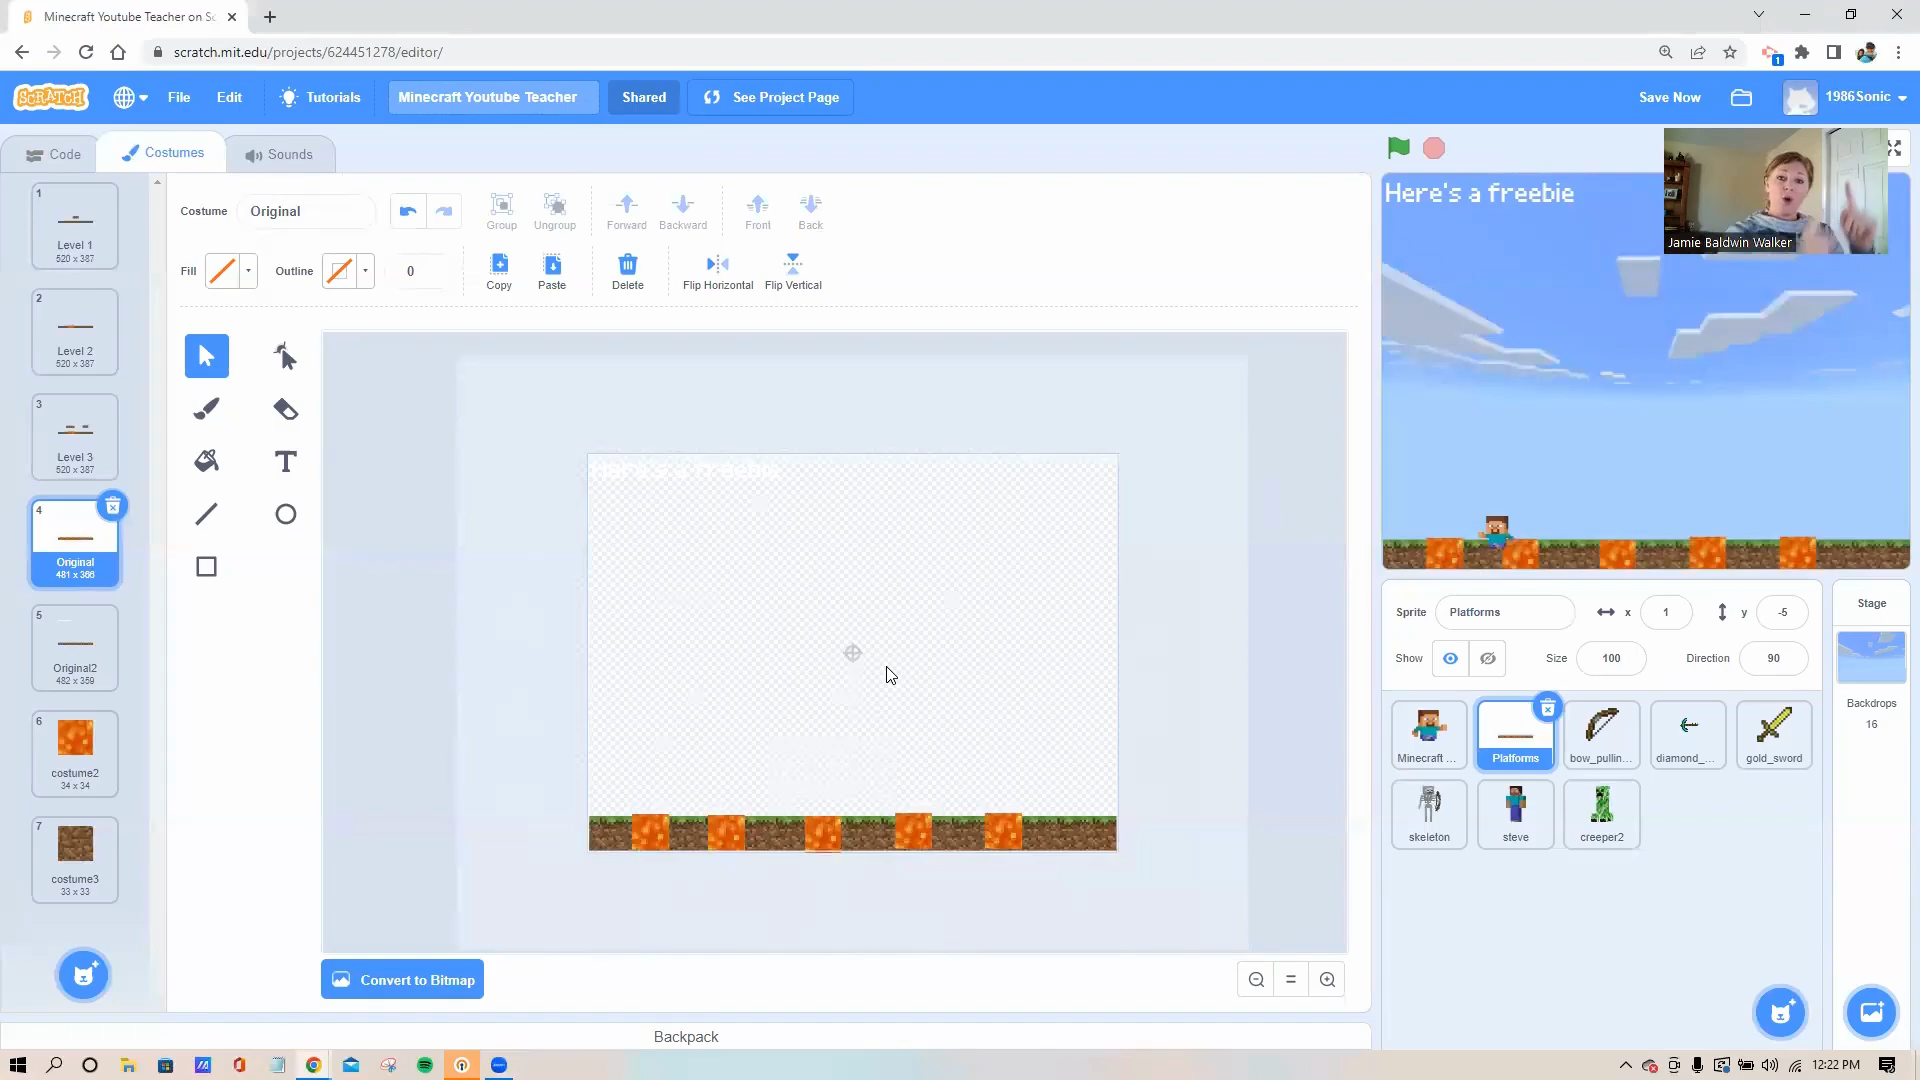 Minecraft Youtube Teacher on Sc
scratch.mit.edu/projects/624451278/editor/
1
SCRATCH
File
Edit
Tutorials
Minecraft Youtube Teacher
Shared
See Project Page
Save Now
1986Sonic
Code
Costumes
Sounds
1
Level 1
520 x 387
2
Level 2
520 x 387
3
Level 3
520 x 387
4
Original
481 x 366
5
Original2
482 x 359
6
costume2
34 x 34
7
costume3
33 x 33
Costume
Original
Group
Ungroup
Forward
Backward
Front
Back
Fill
Outline
0
Copy
Paste
Delete
Flip Horizontal
Flip Vertical
Here's a freebie
Convert to Bitmap
Backpack
Here's a freebie
Jamie Baldwin Walker
Sprite
Platforms
x
1
y
-5
Show
Size
100
Direction
90
Minecraft ...
Platforms
bow_pullin...
diamond_...
gold_sword
skeleton
steve
creeper2
Stage
Backdrops
16
12:22 PM